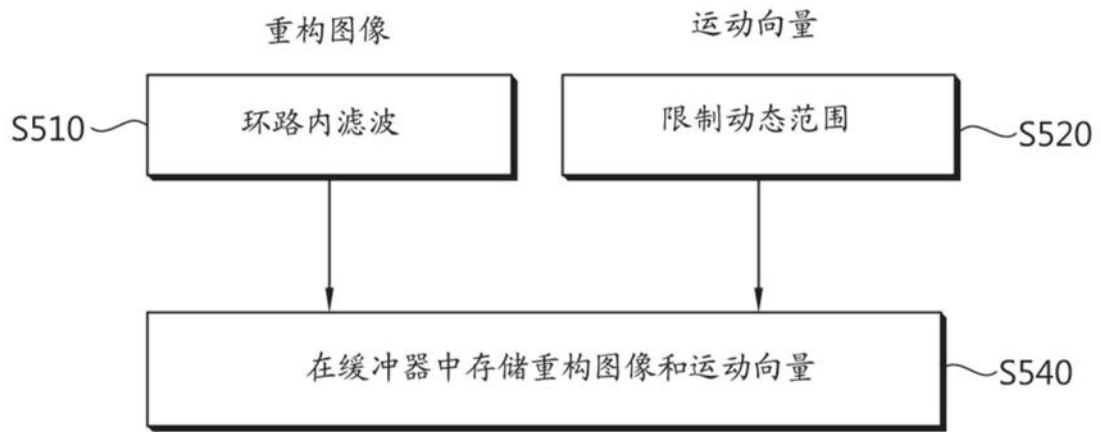 重构图像
运动向量
S510
环路内滤波
限制动态范围
S520
在缓冲器中存储重构图像和运动向量
S540